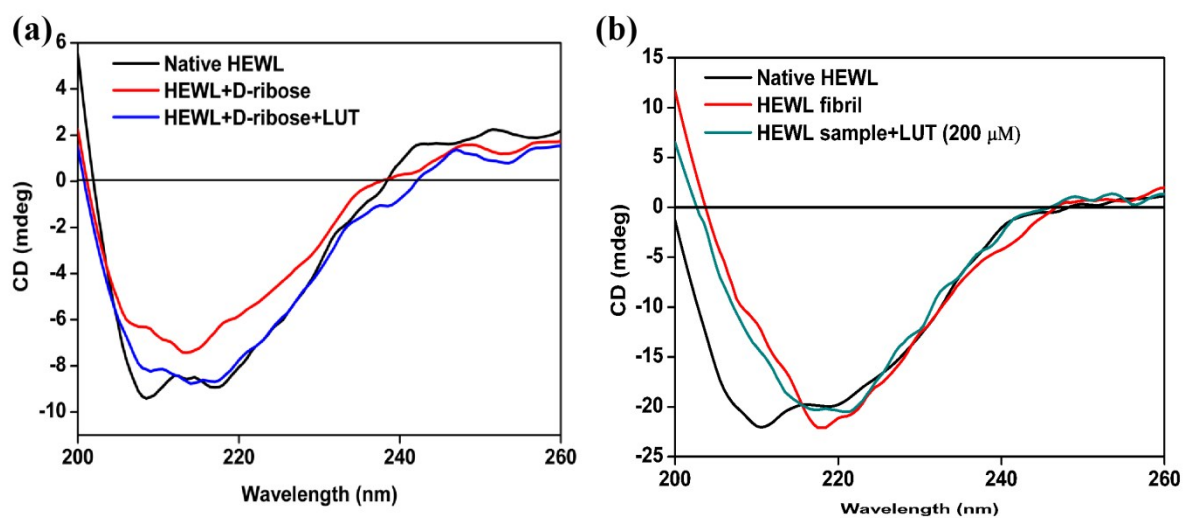 (a)
6
4
2
0
-2
-4
-6
-8
-10
CD (mdeg)
Native HEWL
HEWL+D-ribose
HEWL+D-ribose+LUT
200 220 240 260
Wavelength (nm)
(b)
15
10
5
0
-5
-10
-15
-20
-25
CD (mdeg)
Native HEWL
HEWL fibril
HEWL sample+LUT (200 μM)
200 220 240 260
Wavelength (nm)